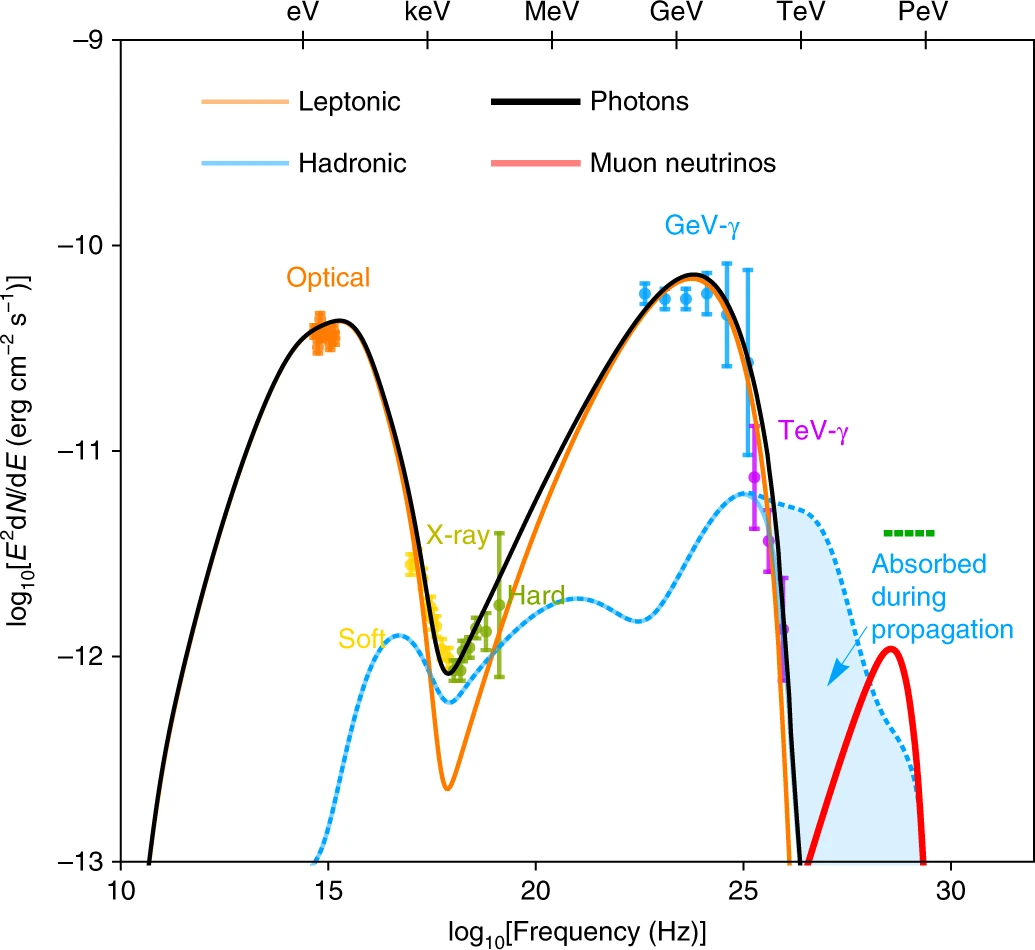 eV keV MeV GeV TeV PeV
−9
Leptonic Photons
Hadronic Muon neutrinos
−10
GeV-γ
Optical
−11
TeV-γ
X-ray
Absorbed
during
propagation
Hard
Soft
−12
−13
10 15 20 25 30
log₁₀[Frequency (Hz)]
log₁₀[E²dN/dE (erg cm⁻² s⁻¹)]